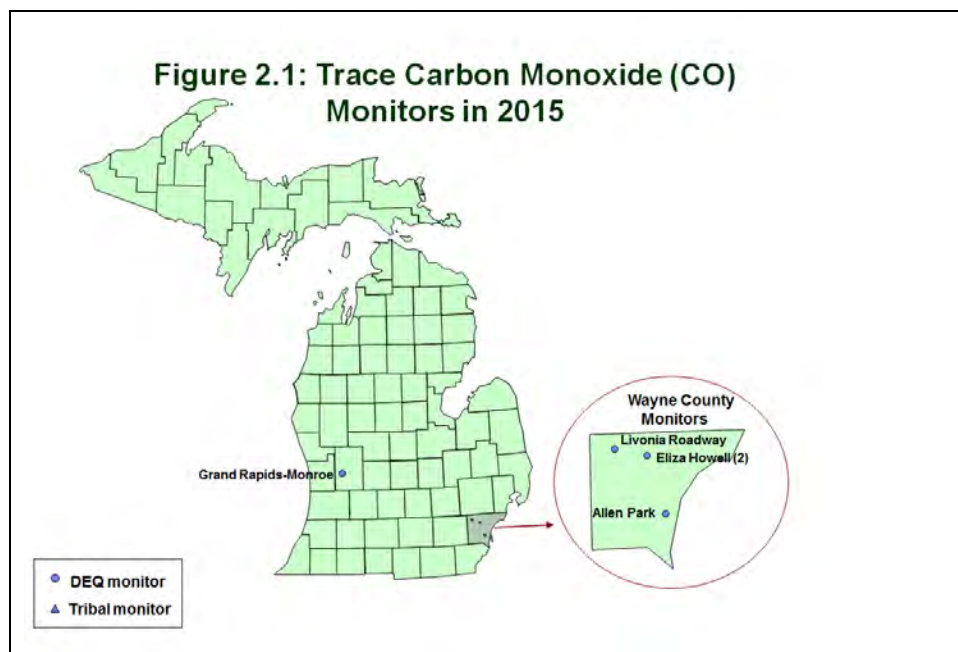 Figure 2.1: Trace Carbon Monoxide (CO)
Monitors in 2015
Wayne County
Monitors
Livonia Roadway
Eliza Howell (2)
Grand Rapids-Monroe
Allen Park
DEQ monitor
Tribal monitor